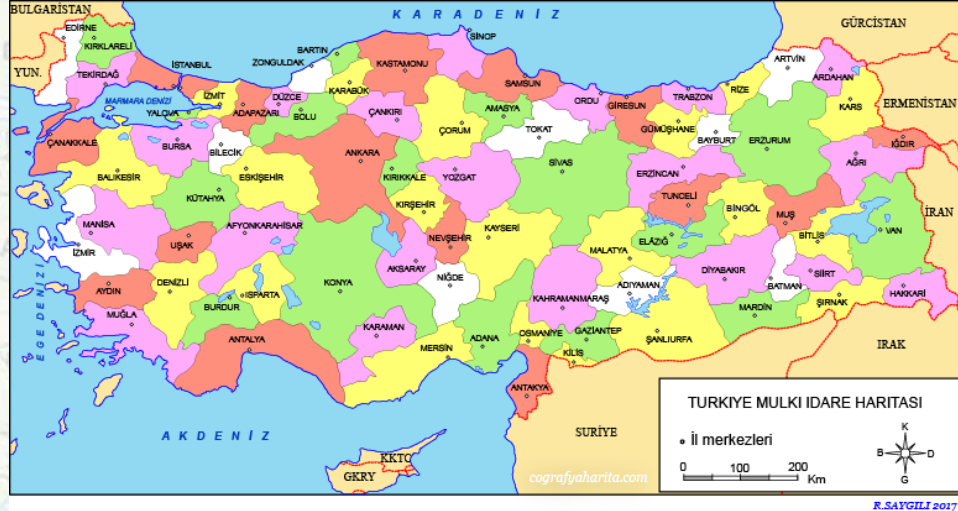 BULGARİSTAN
KARADENİZ
GÜRCİSTAN
EDİRNE
KIRKLARELİ
SİNOP
BARTIN
ZONGULDAK
KASTAMONU
ARTVİN
ARDAHAN
YUN.
TEKİRDAĞ
İSTANBUL
KARABÜK
SAMSUN
ORDU
GİRESUN
TRABZON
RİZE
KARS
ERMENİSTAN
MARMARA DENİZİ
YALOVA
İZMİT
ADAPAZARI
DÜZCE
BOLU
ÇANKIRI
AMASYA
ÇORUM
TOKAT
GÜMÜŞHANE
BAYBURT
ERZURUM
IĞDIR
ÇANAKKALE
BURSA
BİLECİK
ANKARA
SİVAS
AĞRI
BALIKESİR
ESKİŞEHİR
KIRIKKALE
YOZGAT
ERZİNCAN
KÜTAHYA
KIRŞEHİR
TUNCELİ
BİNGÖL
MUŞ
İRAN
MANİSA
AFYONKARAHİSAR
UŞAK
NEVŞEHİR
KAYSERİ
MALATYA
ELAZIĞ
BİTLİS
VAN
İZMİR
AKSARAY
NİĞDE
DİYABAKIR
BATMAN
SİİRT
AYDIN
DENİZLİ
BURDUR
ISPARTA
KONYA
KAHRAMANMARAŞ
ADIYAMAN
MARDİN
ŞIRNAK
HAKKARİ
EGE DENİZİ
MUĞLA
ANTALYA
KARAMAN
MERSİN
ADANA
OSMANİYE
GAZİANTEP
KİLİS
ŞANLIURFA
IRAK
ANTAKYA
AKDENİZ
SURİYE
KKTC
GKRY
cografyaharita.com
TURKIYE MULKI IDARE HARITASI
İl merkezleri
0 100 200
Km
K
B D
G
R.SAYGILI 2017